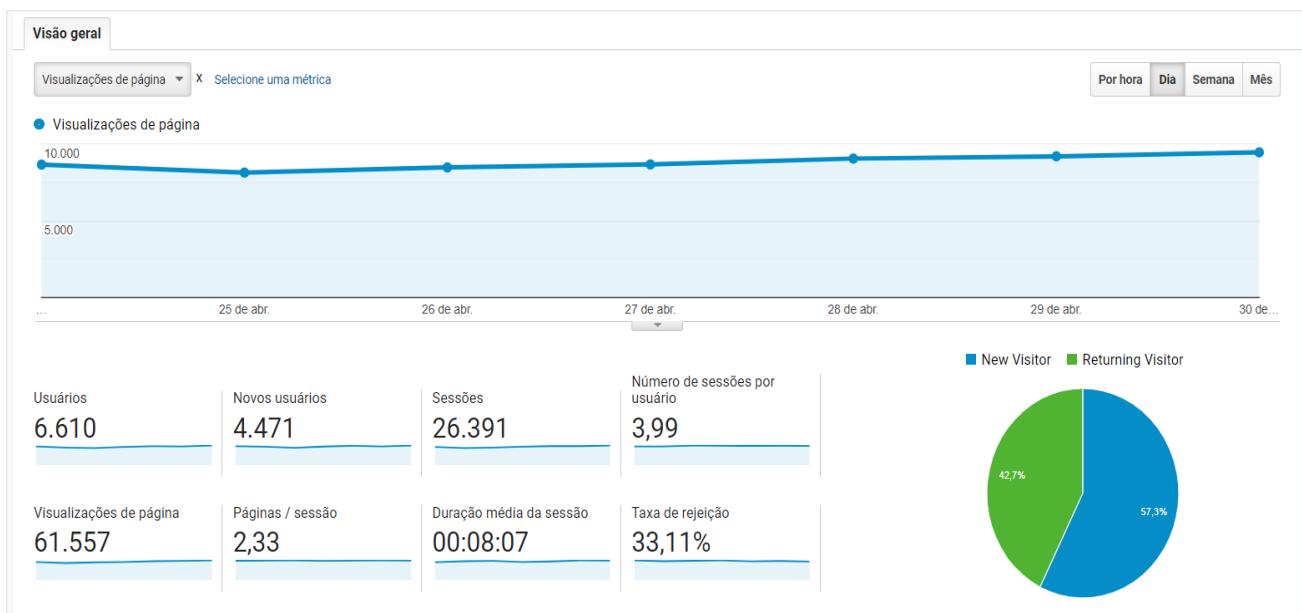 Visão geral
Visualizações de página x Selecione uma métrica
Por hora Dia Semana Mês
Visualizações de página
10.000
5.000
... 25 de abr. 26 de abr. 27 de abr. 28 de abr. 29 de abr. 30 de...
New Visitor Returning Visitor
Usuários
6.610
Novos usuários
4.471
Sessões
26.391
Número de sessões por
usuário
3,99
Visualizações de página
61.557
Páginas / sessão
2,33
Duração média da sessão
00:08:07
Taxa de rejeição
33,11%
42,7%
57,3%